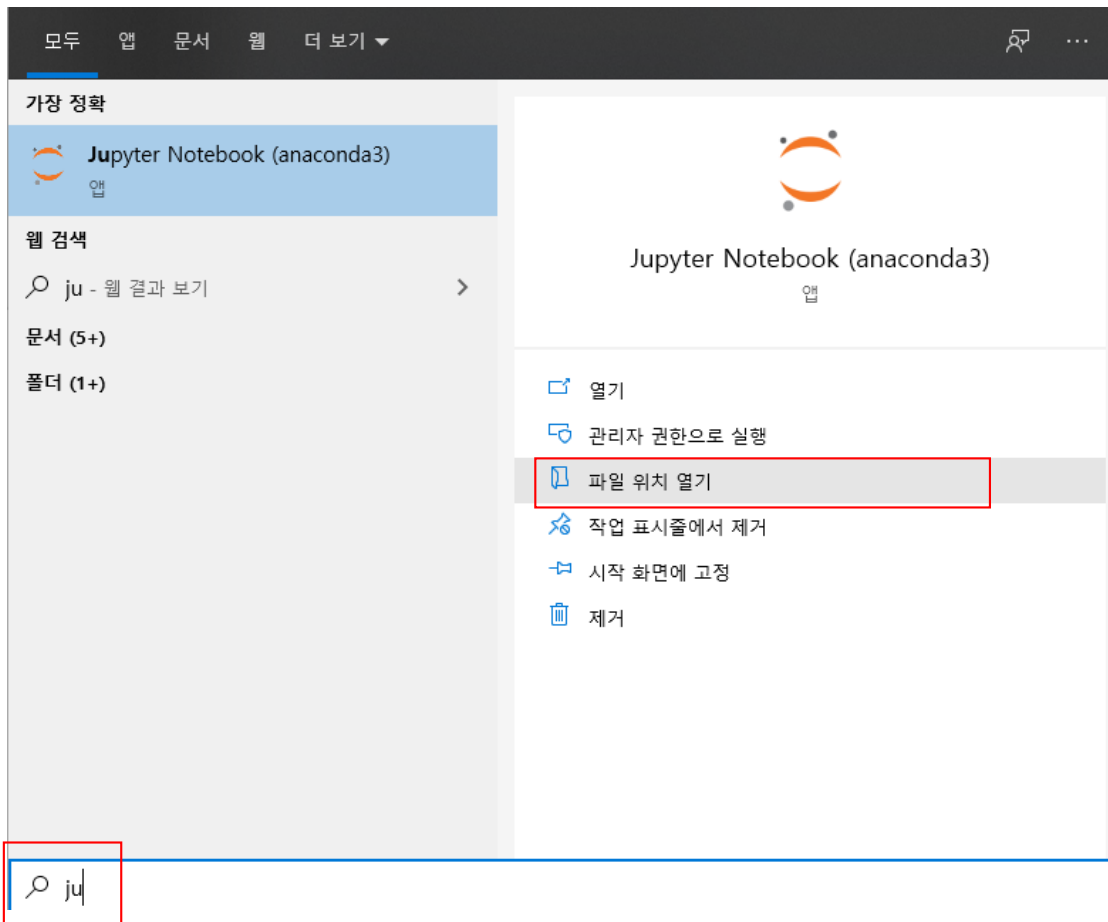 모두 앱 문서 웹 더 보기
가장 정확
Jupyter Notebook (anaconda3)
앱
웹 검색
ju - 웹 결과 보기
문서 (5+)
폴더 (1+)
Jupyter Notebook (anaconda3)
앱
열기
관리자 권한으로 실행
파일 위치 열기
작업 표시줄에서 제거
시작 화면에 고정
제거
ju